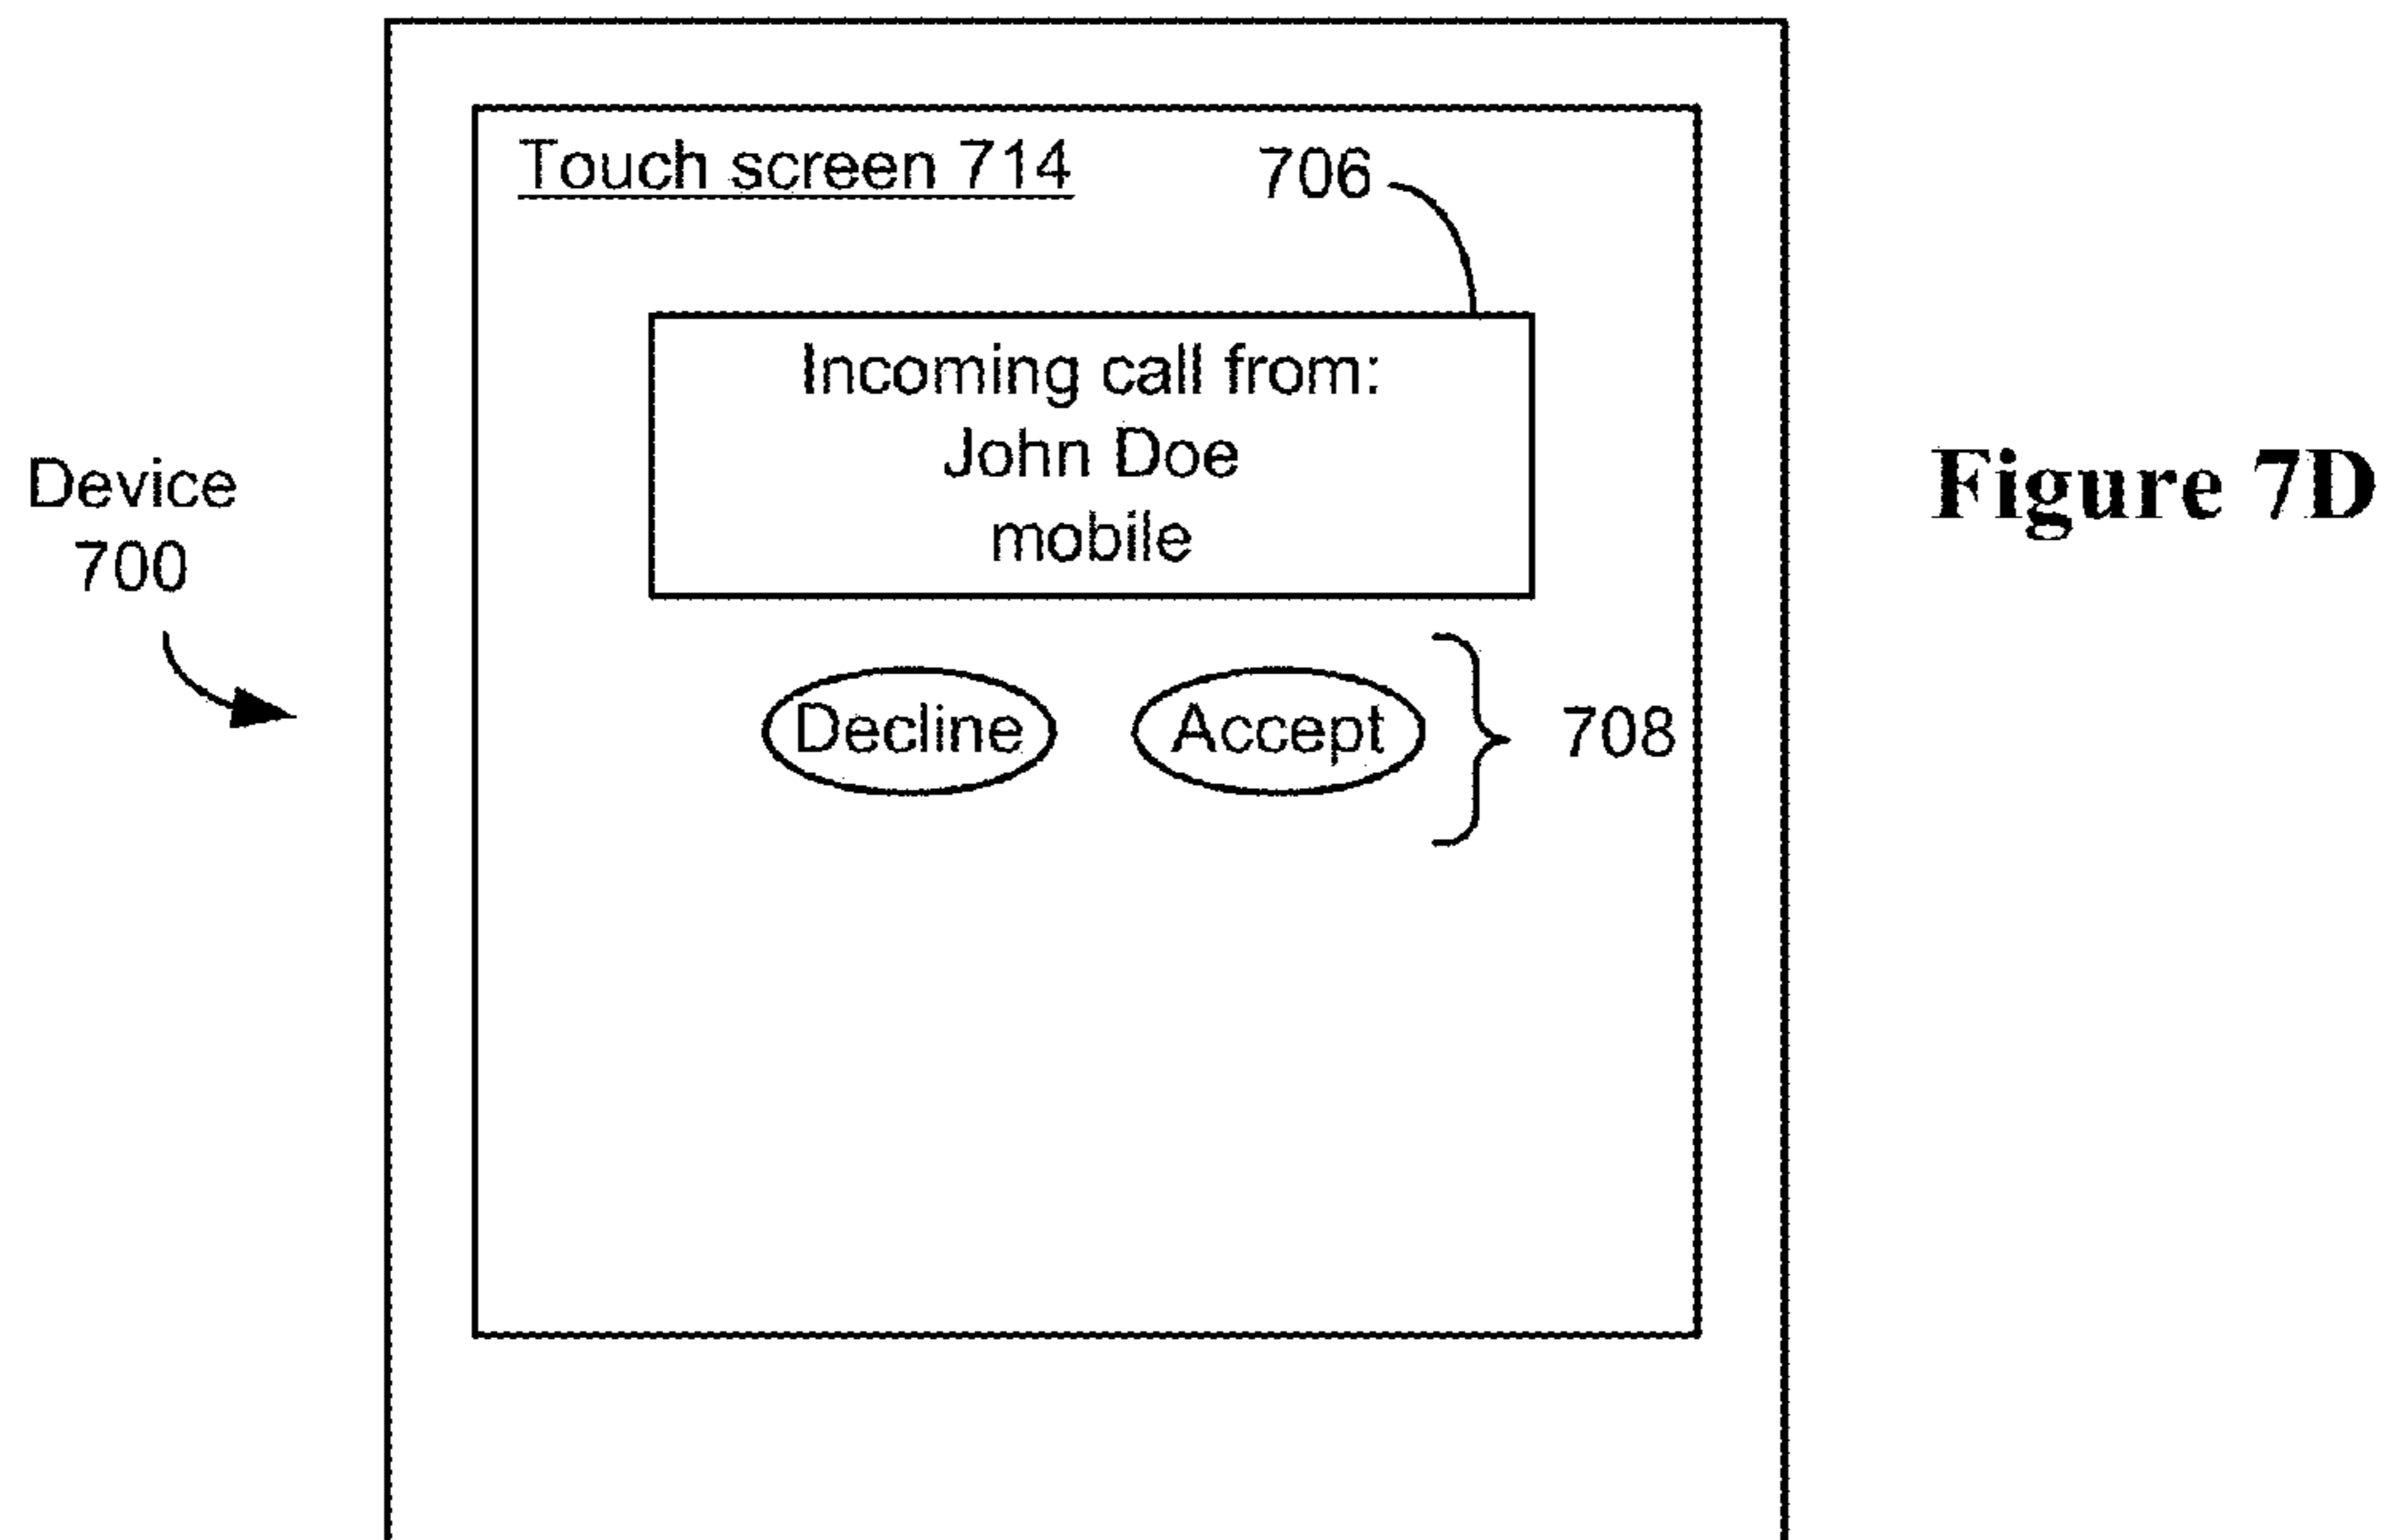 Touch screen 714
706
Incoming call from:
John Doe
mobile
Device
700
Figure 7D
Decline
Accept
708